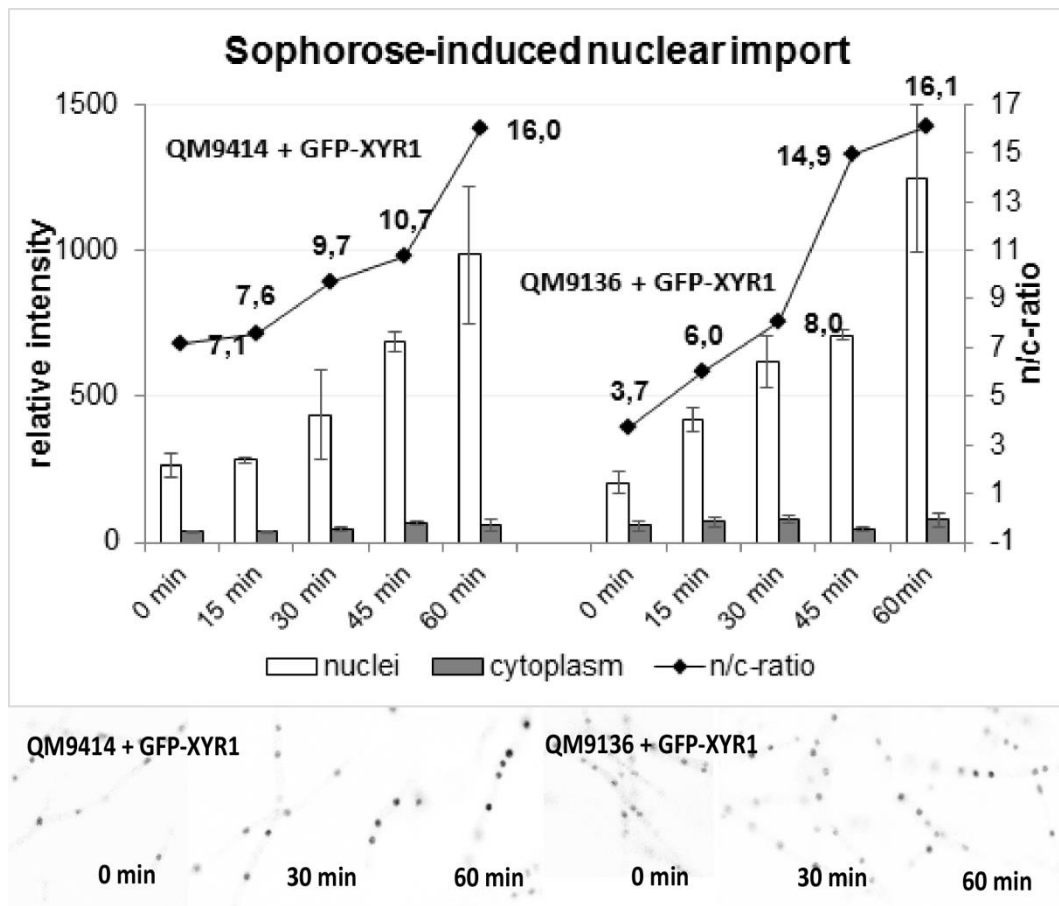 Sophorose-induced nuclear import
1500
1000
500
0
relative intensity
17
15
13
11
9
7
5
3
1
-1
n/c-ratio
QM9414 + GFP-XYR1
7,1
7,6
9,7
10,7
16,0
QM9136 + GFP-XYR1
3,7
6,0
8,0
14,9
16,1
0 min
15 min
30 min
45 min
60 min
0 min
15 min
30 min
45 min
60min
nuclei cytoplasm n/c-ratio
QM9414 + GFP-XYR1 QM9136 + GFP-XYR1
0 min 30 min 60 min 0 min 30 min 60 min